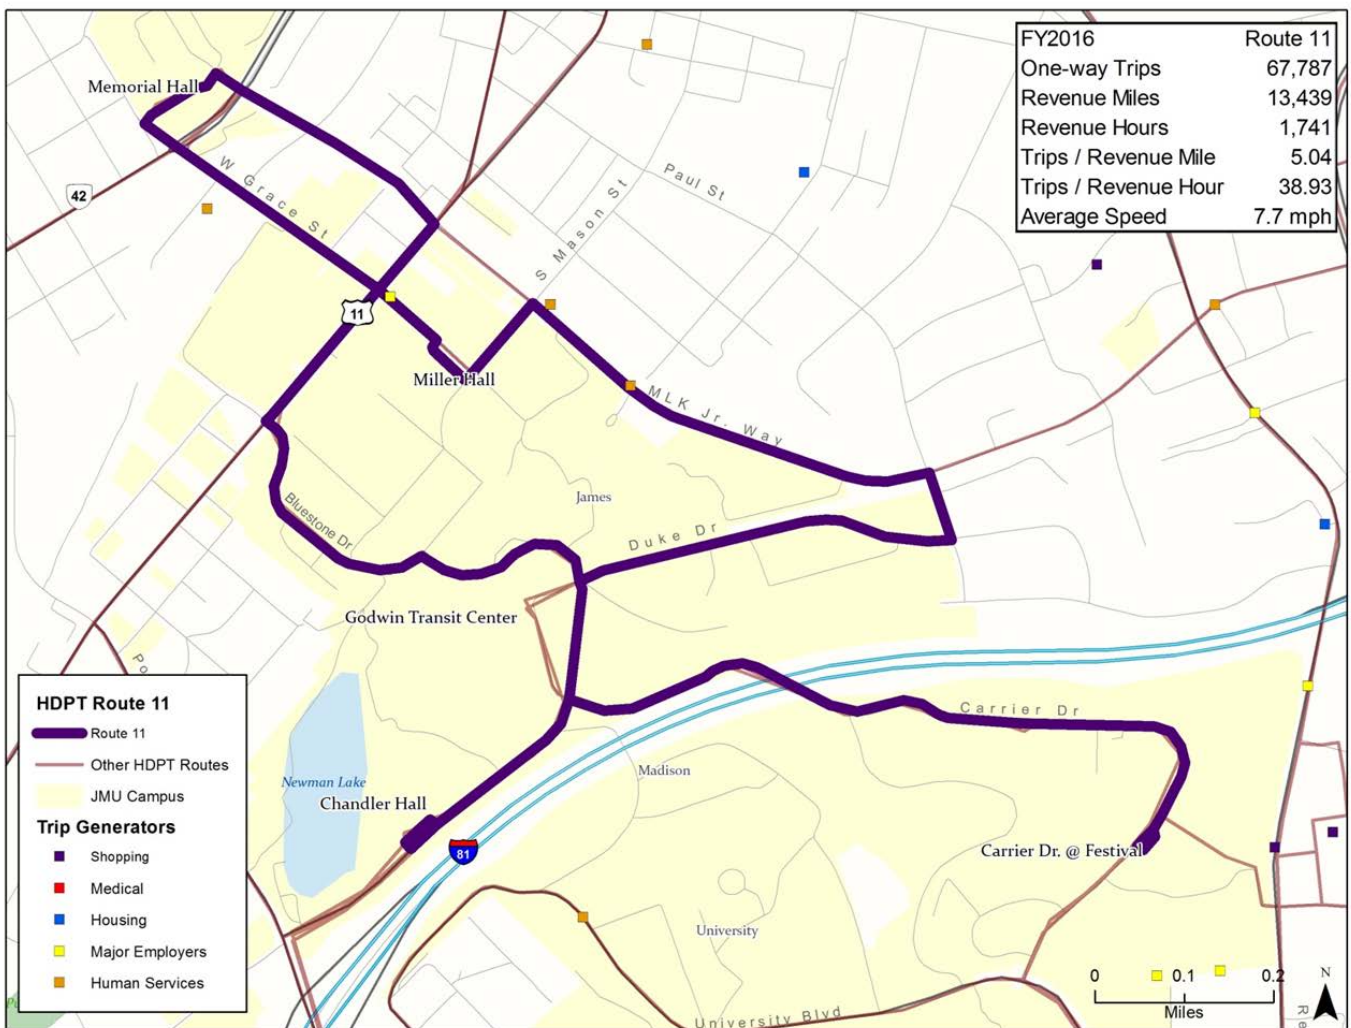 FY2016 Route 11
One-way Trips 67,787
Revenue Miles 13,439
Revenue Hours 1,741
Trips / Revenue Mile 5.04
Trips / Revenue Hour 38.93
Average Speed 7.7 mph
Memorial Hall
42
W Grace St
Paul St
S Mason St
11
Miller Hall
MLK Jr. Way
James
Bluestone Dr
Duke Dr
Godwin Transit Center
Po
Carrier Dr
Madison
Newman Lake
Chandler Hall
81
Carrier Dr. @ Festival
University
University Blvd
HDPT Route 11
Route 11
Other HDPT Routes
JMU Campus
Trip Generators
Shopping
Medical
Housing
Major Employers
Human Services
0 0.1 0.2
Miles
N
Re